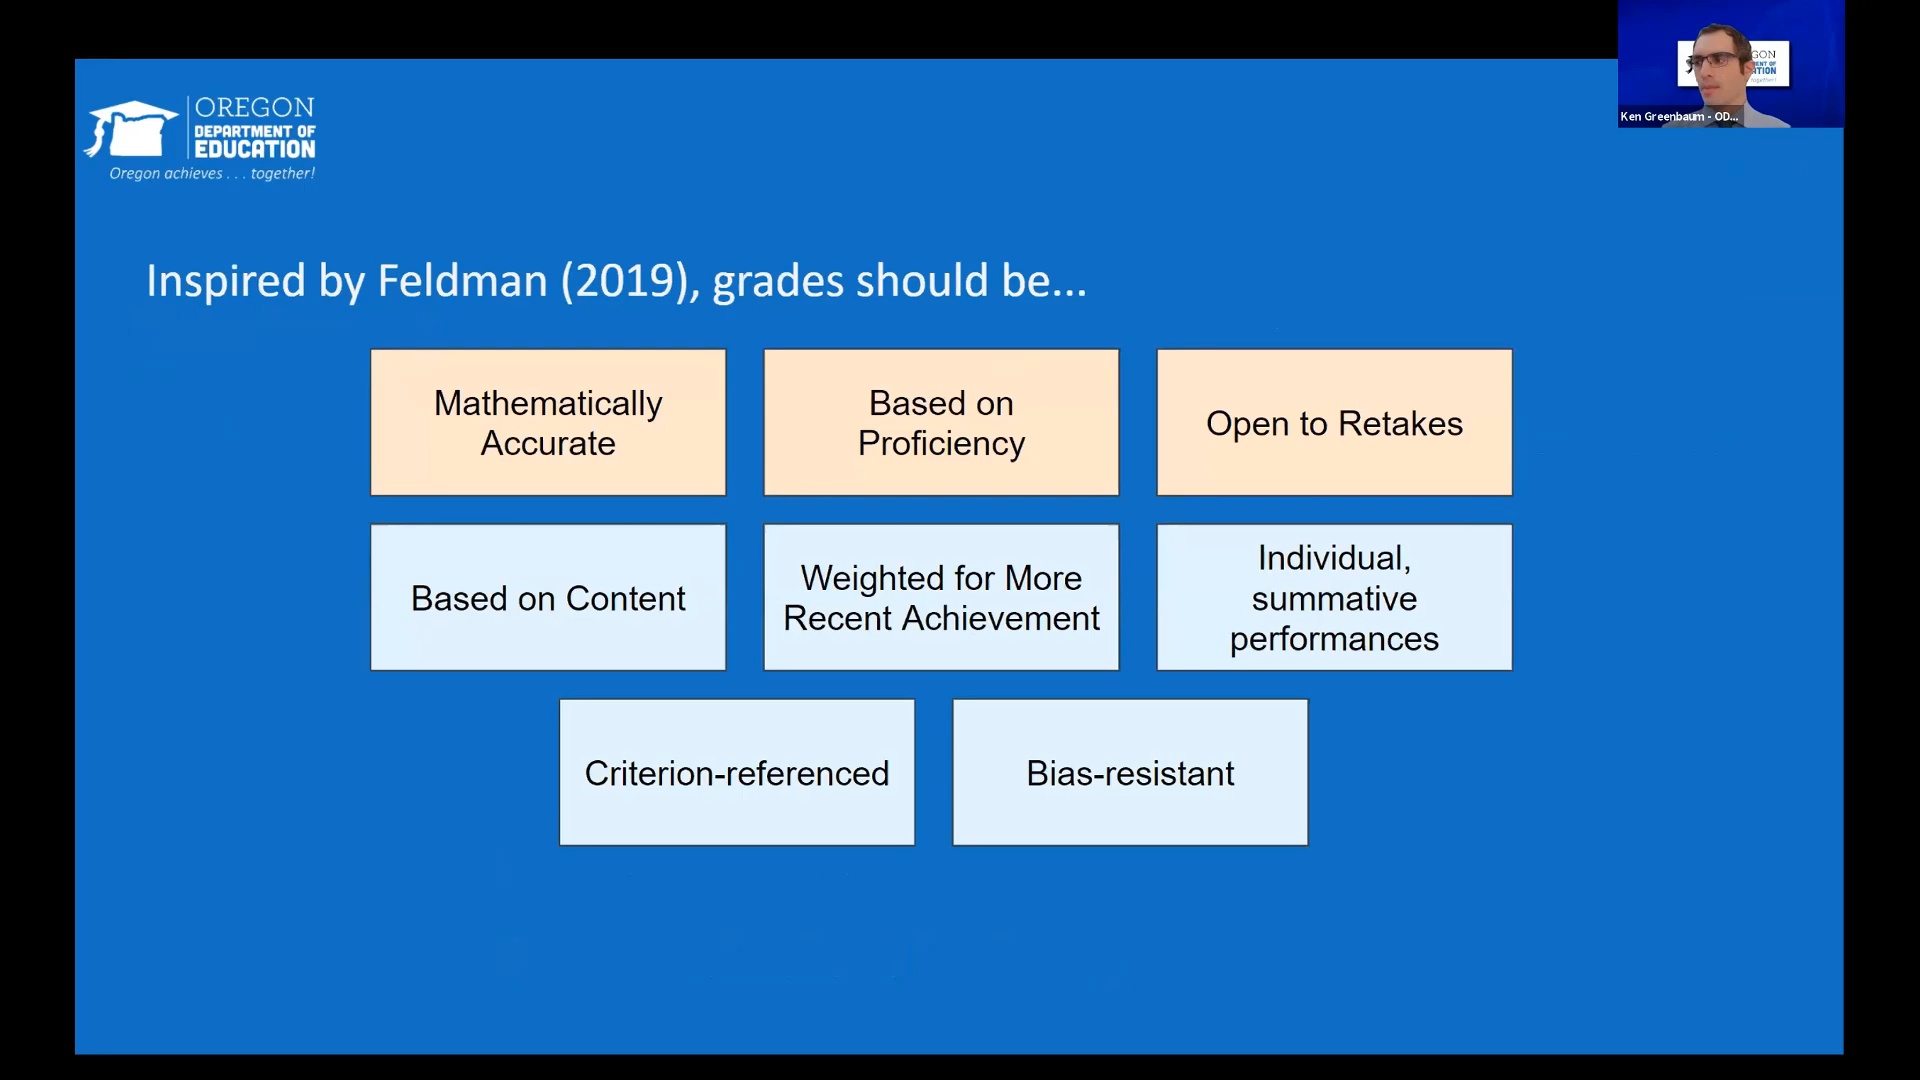 OREGON
DEPARTMENT OF
EDUCATION
Oregon achieves . . . together!
Ken Greenbaum - OD...
Inspired by Feldman (2019), grades should be...
Mathematically
Accurate
Based on
Proficiency
Open to Retakes
Based on Content
Weighted for More
Recent Achievement
Individual,
summative
performances
Criterion-referenced
Bias-resistant